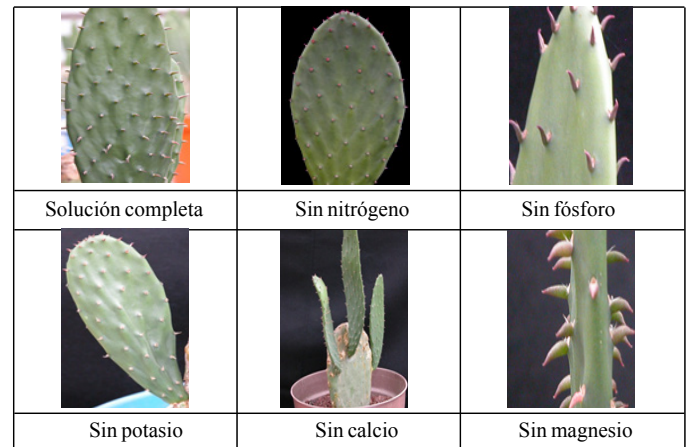 Solución completa
Sin nitrógeno
Sin fósforo
Sin potasio
Sin calcio
Sin magnesio